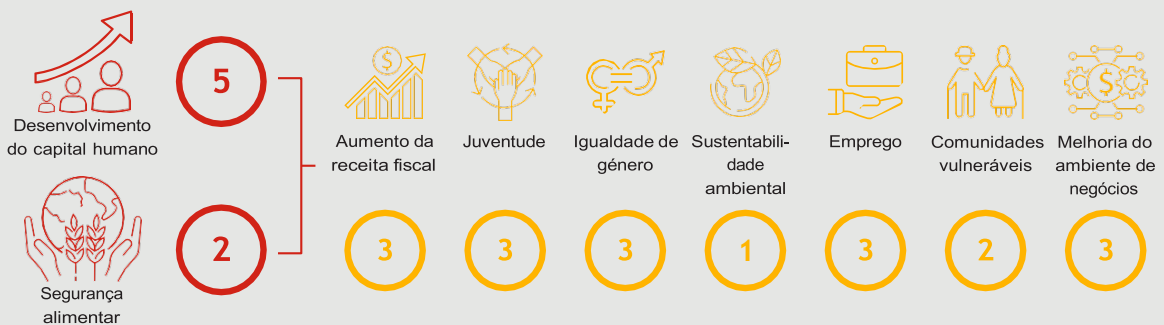 5
Desenvolvimento
do capital humano
2
Segurança
alimentar
$
Aumento da
receita fiscal
3
Juventude
3
Igualdade de
género
3
Sustentabili-
dade
ambiental
1
Emprego
3
Comunidades
vulneráveis
2
$
Melhoria do
ambiente de
negócios
3